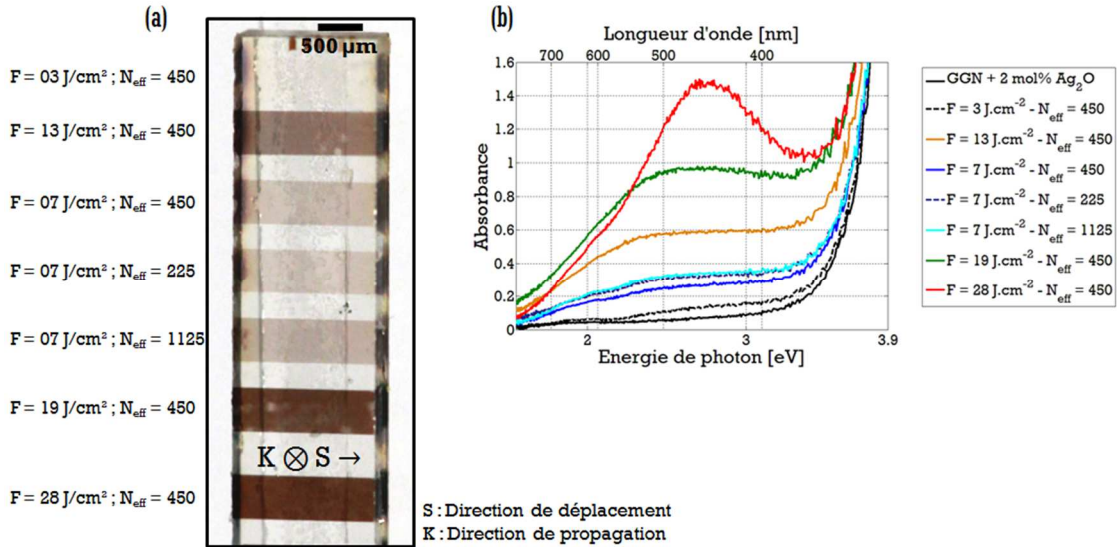 (a)
500 µm
F = 03 J/cm² ; Neff = 450
F = 13 J/cm² ; Neff = 450
F = 07 J/cm² ; Neff = 450
F = 07 J/cm² ; Neff = 225
F = 07 J/cm² ; Neff = 1125
F = 19 J/cm² ; Neff = 450
F = 28 J/cm² ; Neff = 450
K ⊗ S →
S : Direction de déplacement
K : Direction de propagation
(b)
Longueur d'onde [nm]
700 600 500 400
Absorbance
1.6
1.4
1.2
1
0.8
0.6
0.4
0.2
0
2 3 3.9
Energie de photon [eV]
GGN + 2 mol% Ag₂O
F = 3 J.cm⁻² - Neff = 450
F = 13 J.cm⁻² - Neff = 450
F = 7 J.cm⁻² - Neff = 450
F = 7 J.cm⁻² - Neff = 225
F = 7 J.cm⁻² - Neff = 1125
F = 19 J.cm⁻² - Neff = 450
F = 28 J.cm⁻² - Neff = 450